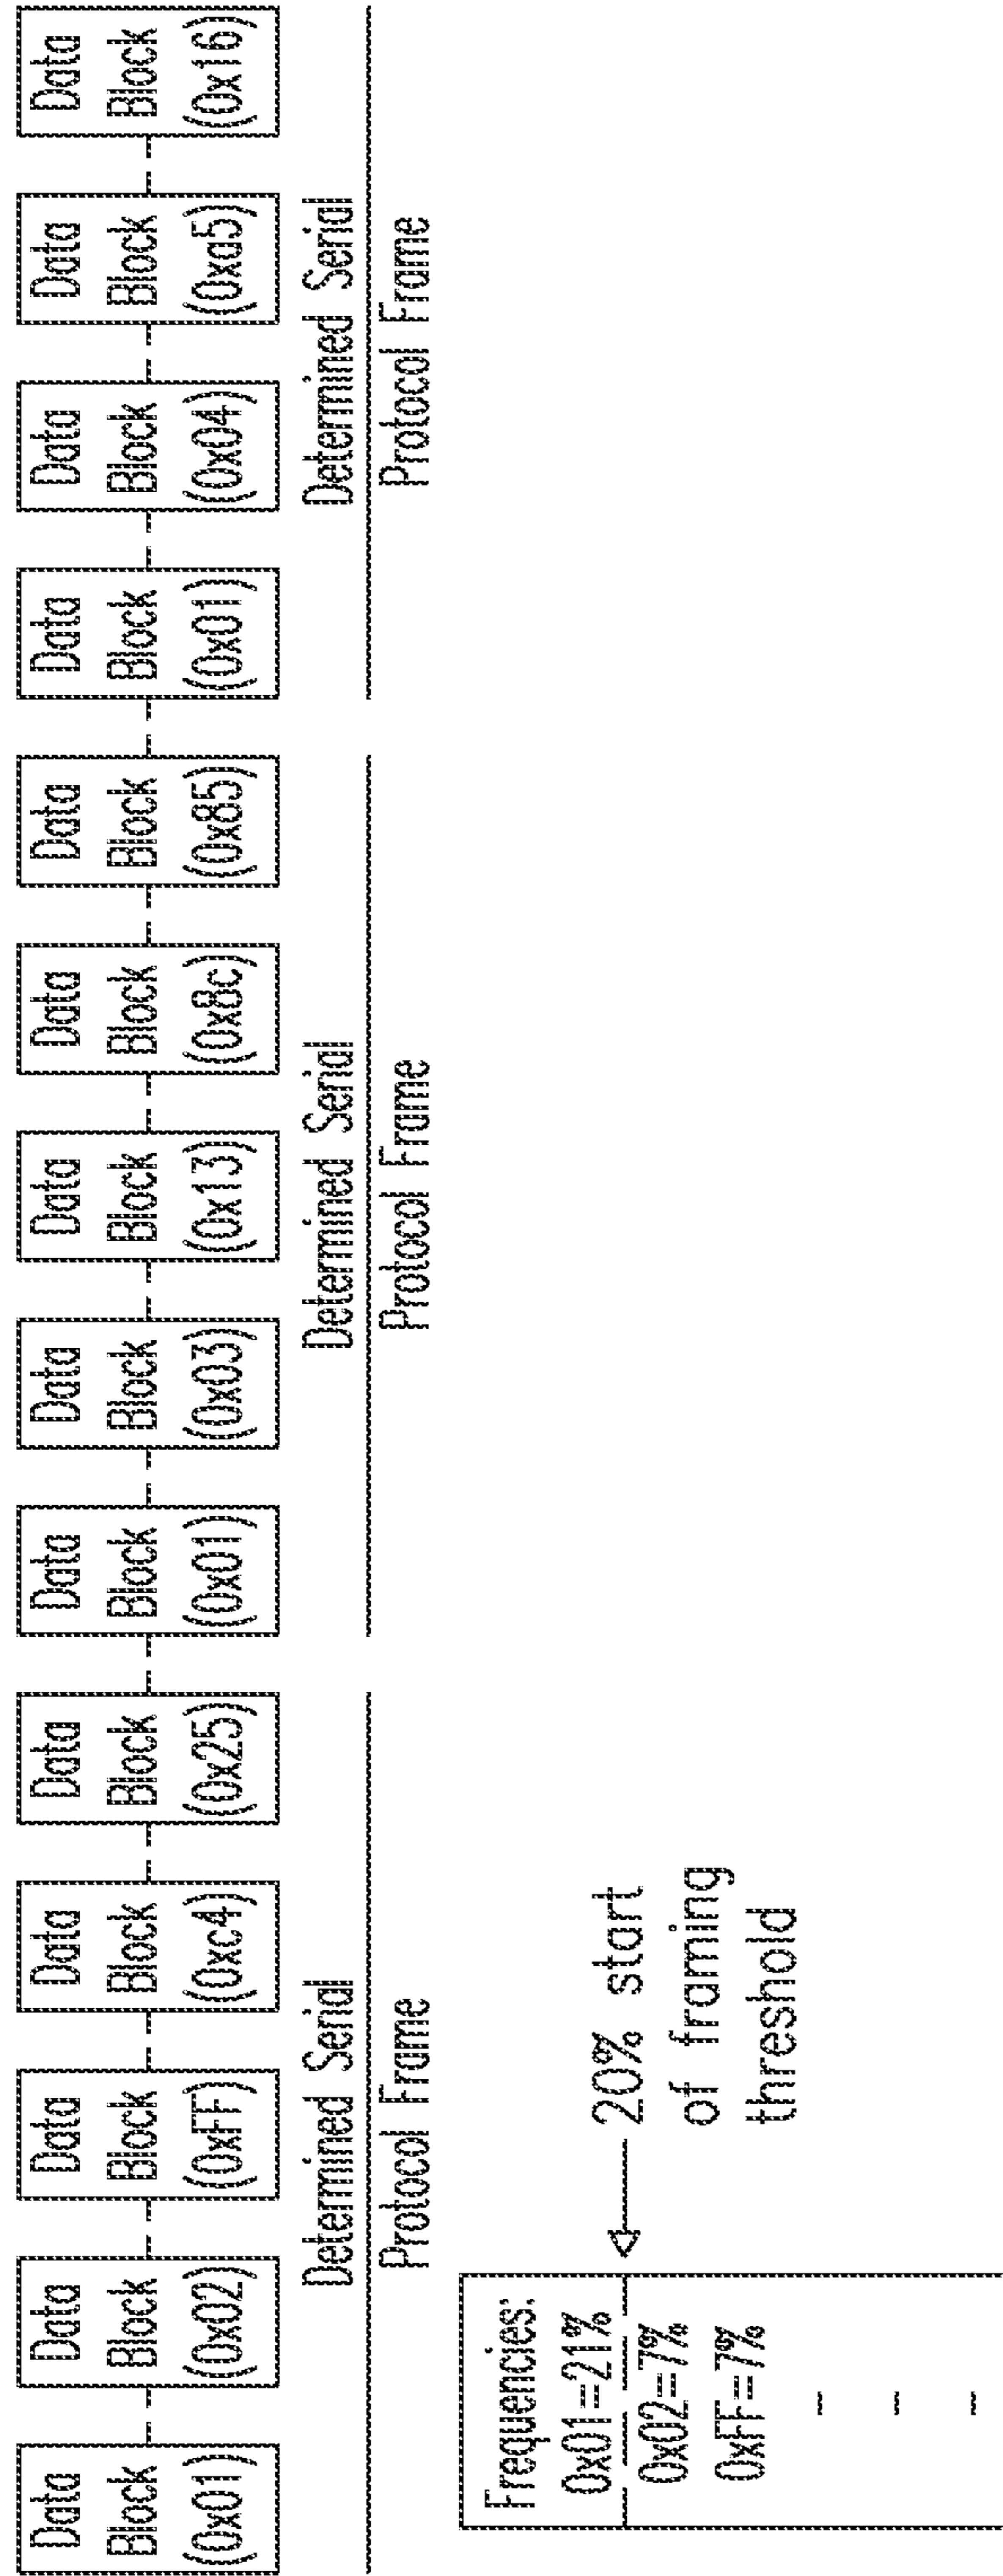 Data
Block
(0x01)
Data
Block
(0x02)
Data
Block
(0xFF)
Data
Block
(0xc4)
Data
Block
(0x25)
Data
Block
(0x01)
Data
Block
(0x03)
Data
Block
(0x13)
Data
Block
(0x8c)
Data
Block
(0x85)
Data
Block
(0x01)
Data
Block
(0x04)
Data
Block
(0xa5)
Data
Block
(0x16)
Determined Serial
Protocol Frame
Determined Serial
Protocol Frame
Determined Serial
Protocol Frame
Frequencies:
0x01=21%
0x02=7%
0xFF=7%
20% start
of framing
threshold